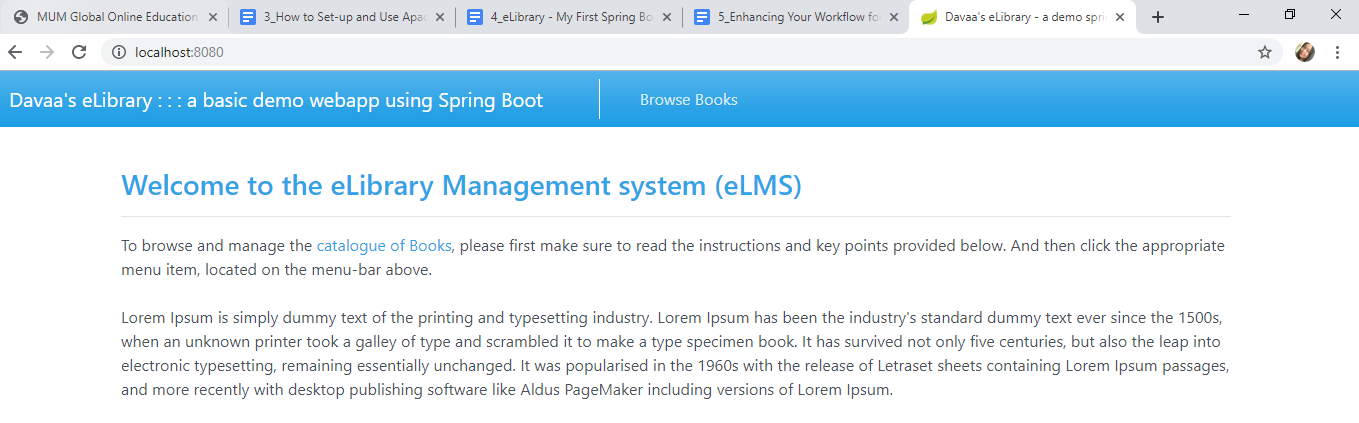 MUM Global Online Education
3_How to Set-up and Use Apac
4_eLibrary - My First Spring Bo
5_Enhancing Your Workflow fo
Davaa's eLibrary - a demo spri
localhost:8080
Davaa's eLibrary : : : a basic demo webapp using Spring Boot
Browse Books
Welcome to the eLibrary Management system (eLMS)
To browse and manage the catalogue of Books, please first make sure to read the instructions and key points provided below. And then click the appropriate
menu item, located on the menu-bar above.
Lorem Ipsum is simply dummy text of the printing and typesetting industry. Lorem Ipsum has been the industry's standard dummy text ever since the 1500s,
when an unknown printer took a galley of type and scrambled it to make a type specimen book. It has survived not only five centuries, but also the leap into
electronic typesetting, remaining essentially unchanged. It was popularised in the 1960s with the release of Letraset sheets containing Lorem Ipsum passages,
and more recently with desktop publishing software like Aldus PageMaker including versions of Lorem Ipsum.